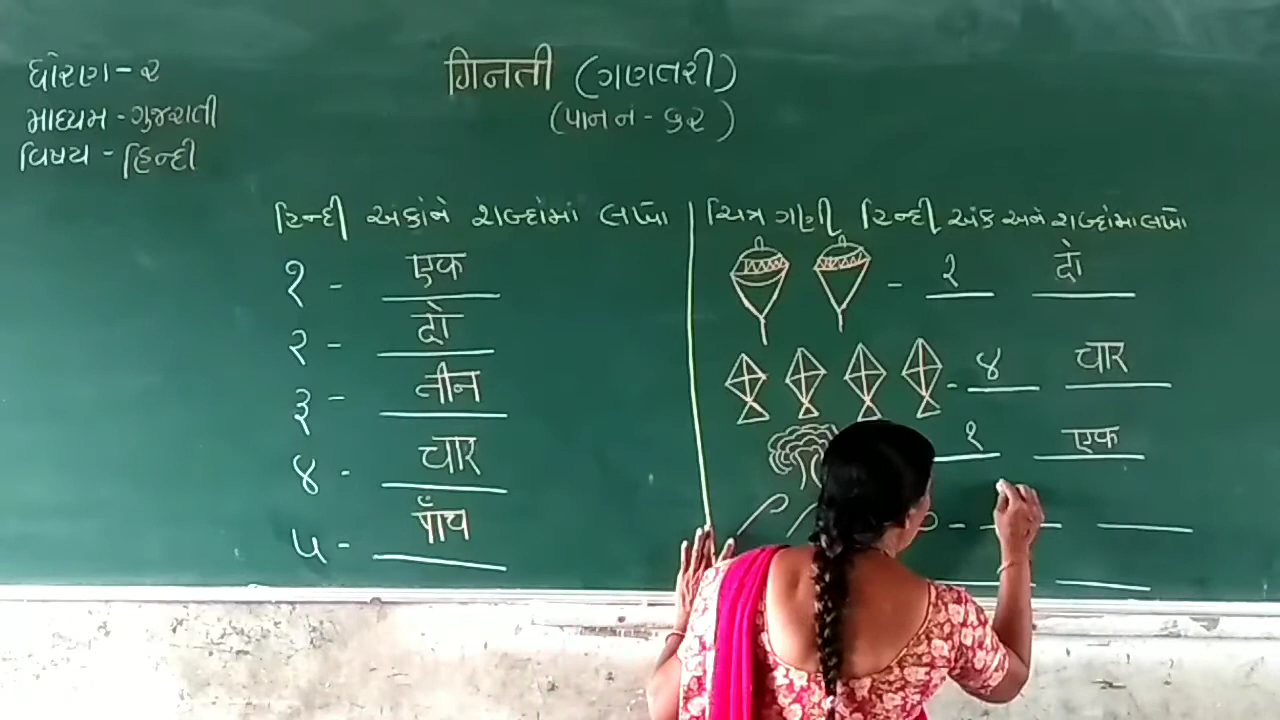 ધોરણ - ૨
માધ્યમ - ગુજરાતી
વિષય - હિન્દી
गिनती (ગણતરી)
(પાન નં - ૬૨)
હિન્દી અંકોને શબ્દોમાં લખો
१ - एक
२ - दो
३ - तीन
४ - चार
५ - पाँच
ચિત્ર ગણી હિન્દી અંક અને શબ્દોમાં લખો
- २ दो
- ४ चार
१ एक